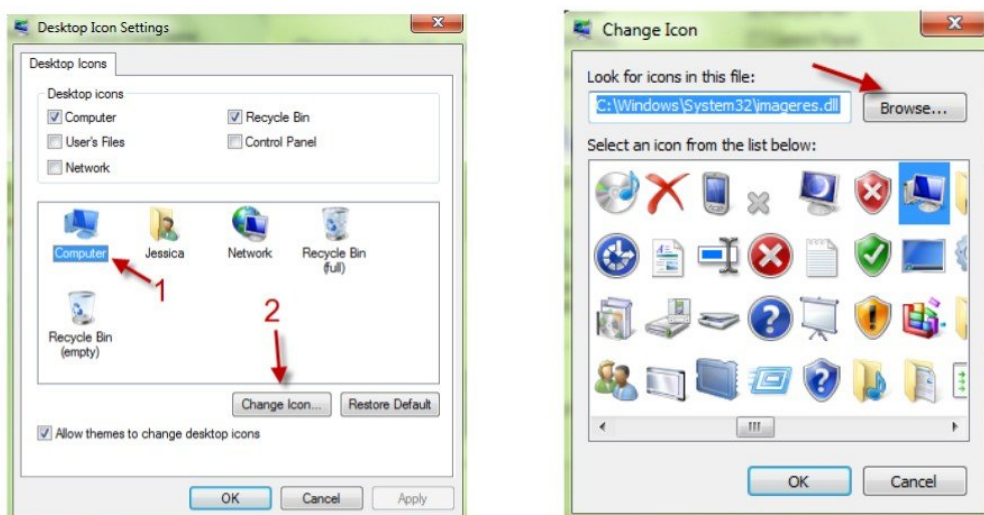 Desktop Icon Settings
Desktop Icons
Desktop icons
Computer
Recycle Bin
User's Files
Control Panel
Network
Computer
Jessica
Network
Recycle Bin
(full)
1
Recycle Bin
(empty)
2
Change Icon...
Restore Default
Allow themes to change desktop icons
OK
Cancel
Apply
Change Icon
Look for icons in this file:
C:\Windows\System32\imageres.dll
Browse...
Select an icon from the list below:
OK
Cancel